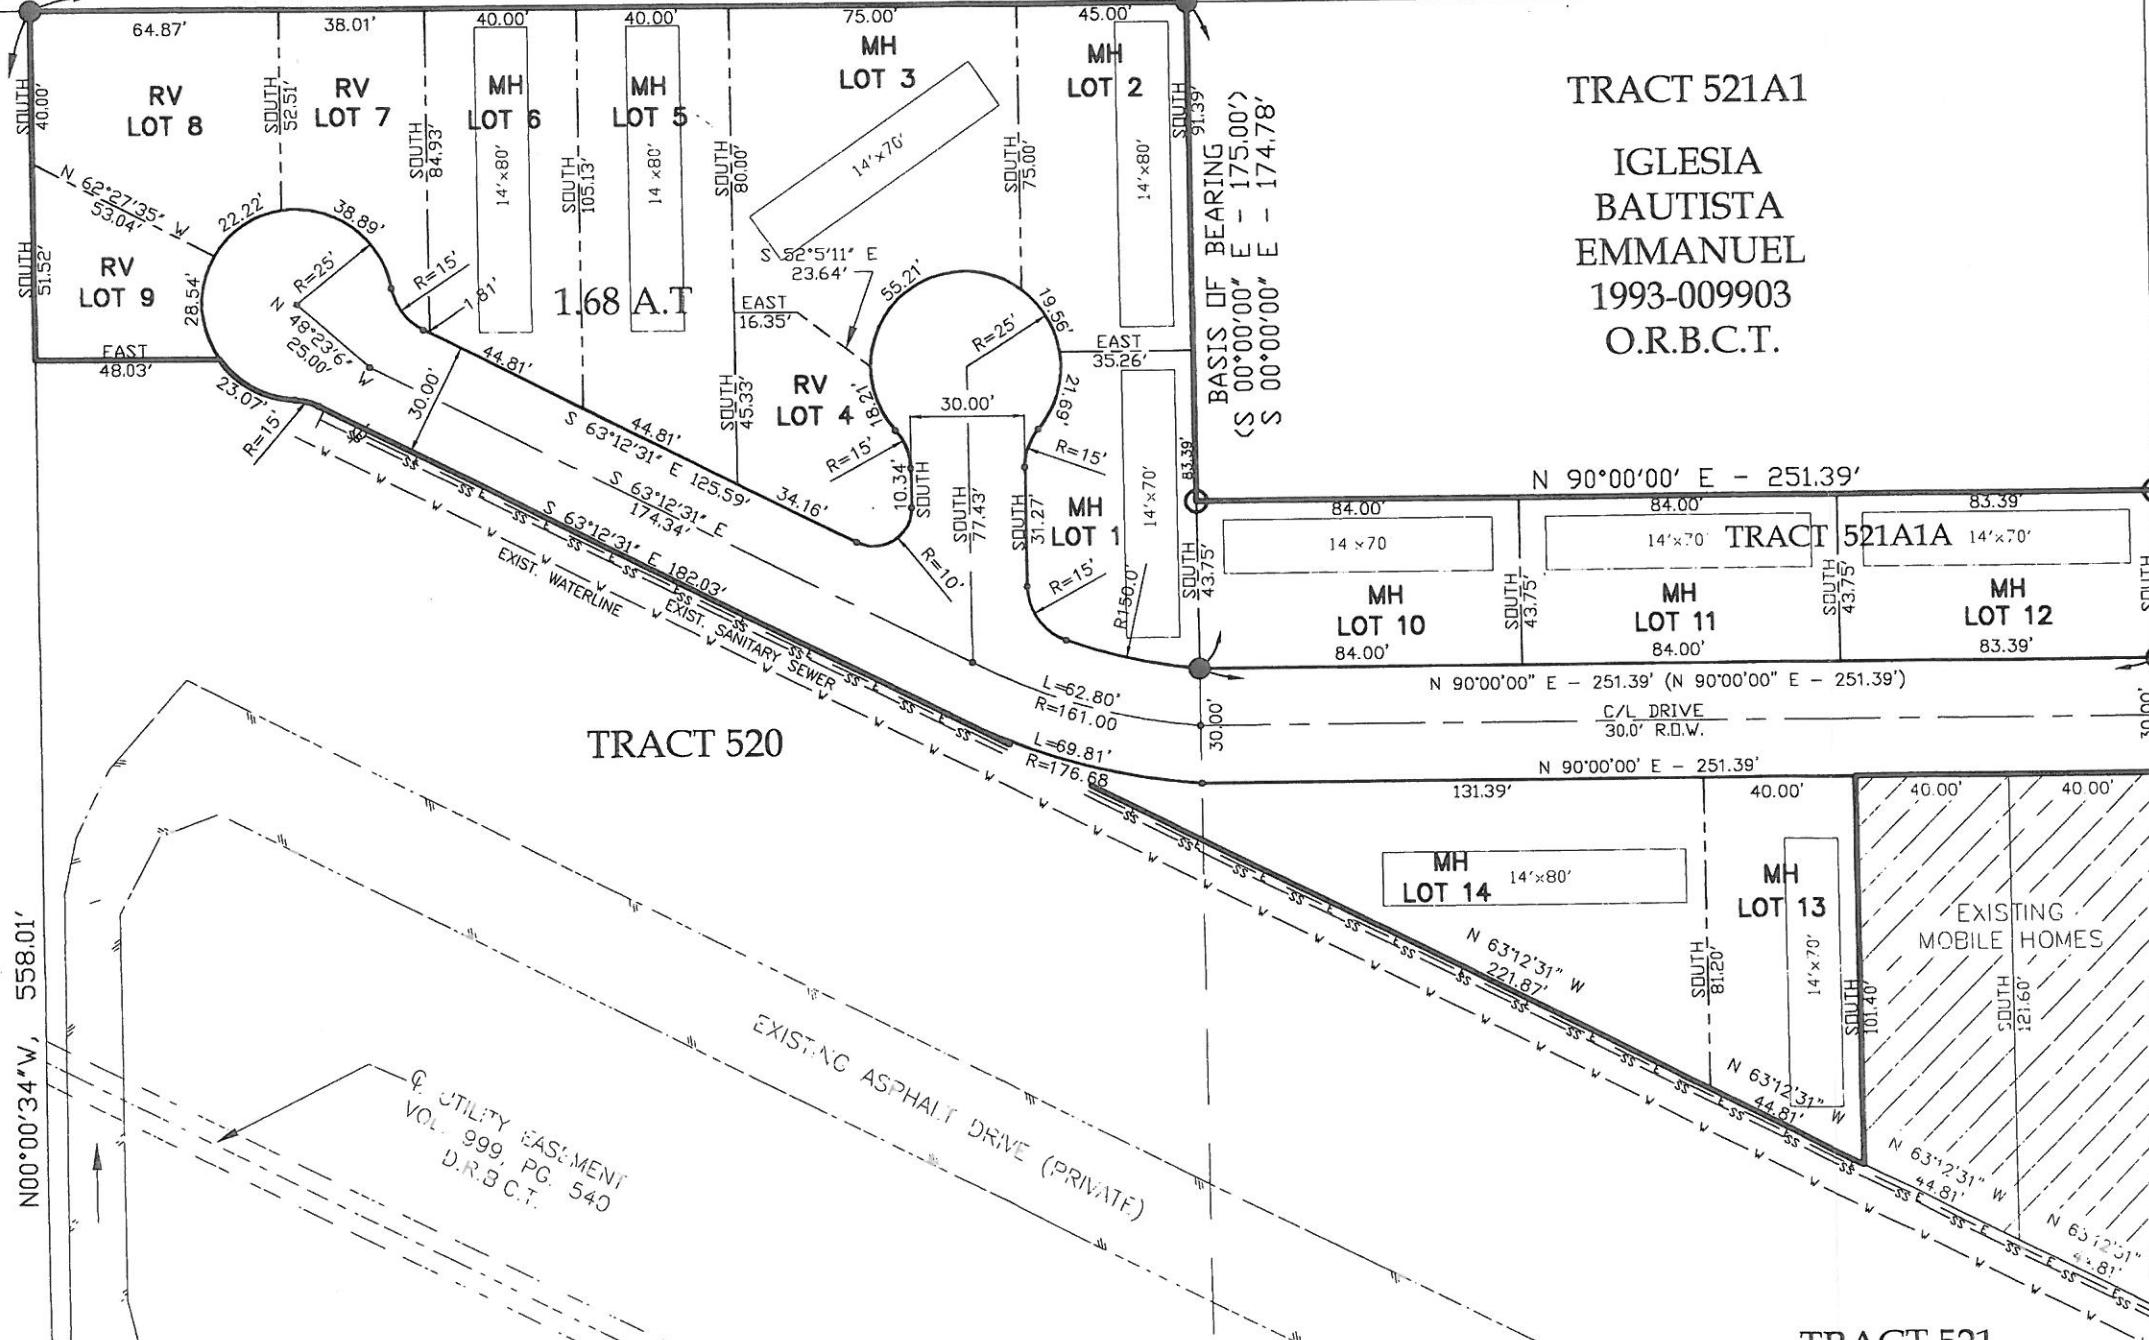 64.87'
38.01'
40.00'
40.00'
75.00'
45.00'
SOUTH
40.00'
RV
LOT 8
SOUTH
52.51'
RV
LOT 7
SOUTH
84.93'
MH
LOT 6
14'x80'
SOUTH
105.13'
MH
LOT 5
14 x80'
SOUTH
80.00'
MH
LOT 3
14'x70'
SOUTH
75.00'
MH
LOT 2
14'x80'
SOUTH
91.39'
BASIS OF BEARING
(S 00°00'00" E - 175.00')
S 00°00'00" E - 174.78'
TRACT 521A1
IGLESIA
BAUTISTA
EMMANUEL
1993-009903
O.R.B.C.T.
N 62°27'35" W
53.04'
22.22'
38.89'
R=25'
R=15'
1.81'
SOUTH
51.52'
RV
LOT 9
28.54'
N 48°23'6" W
25.00'
EAST
48.03'
23.07'
R=15'
30.00'
44.81'
1.68 A.T
S 52°5'11" E
23.64'
EAST
16.35'
55.21'
19.56'
R=25'
EAST
35.26'
RV
LOT 4
18.21'
21.69'
30.00'
SOUTH
45.33'
44.81'
S 63°12'31" E 125.59'
34.16'
R=15'
R=15'
10.34'
SOUTH
SOUTH
77.43'
SOUTH
31.27'
MH
LOT 1
14'x70'
83.39'
R=10'
R=15'
R150.0'
SOUTH
43.75'
S 63°12'31" E
174.34'
S 63°12'31" E 182.03'
EXIST. WATERLINE
EXIST. SANITARY SEWER
N 90°00'00' E - 251.39'
84.00'
84.00'
83.39'
14 x70
14'x70'
TRACT 521A1A
14'x70'
MH
LOT 10
SOUTH
43.75'
MH
LOT 11
SOUTH
43.75'
MH
LOT 12
SOUTH
84.00'
84.00'
83.39'
N 90°00'00" E - 251.39' (N 90°00'00" E - 251.39')
L=62.80'
R=161.00
30.00'
C/L DRIVE
30.0' R.O.W.
30.00'
L=69.81'
R=176.68
N 90°00'00' E - 251.39'
131.39'
40.00'
40.00'
40.00'
TRACT 520
MH
LOT 14
14'x80'
MH
LOT 13
14'x70'
SOUTH
81.20'
SOUTH
101.40'
EXISTING
MOBILE HOMES
SOUTH
121.60'
N 63°12'31" W
221.87'
N 63°12'31" W
44.81'
N 63°12'31" W
44.81'
N00°00'34"W, 558.01'
EXISTING ASPHALT DRIVE (PRIVATE)
℄ UTILITY EASEMENT
VOL. 999, PG. 540
D.R.B.C.T.
TRACT 521